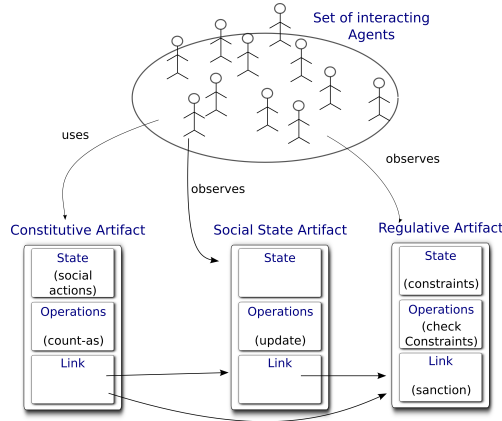 Set of interacting
Agents
uses
observes
observes
Constitutive Artifact
Social State Artifact
Regulative Artifact
State
(social
actions)
Operations
(count-as)
Link
State
Operations
(update)
Link
State
(constraints)
Operations
(check
Constraints)
Link
(sanction)